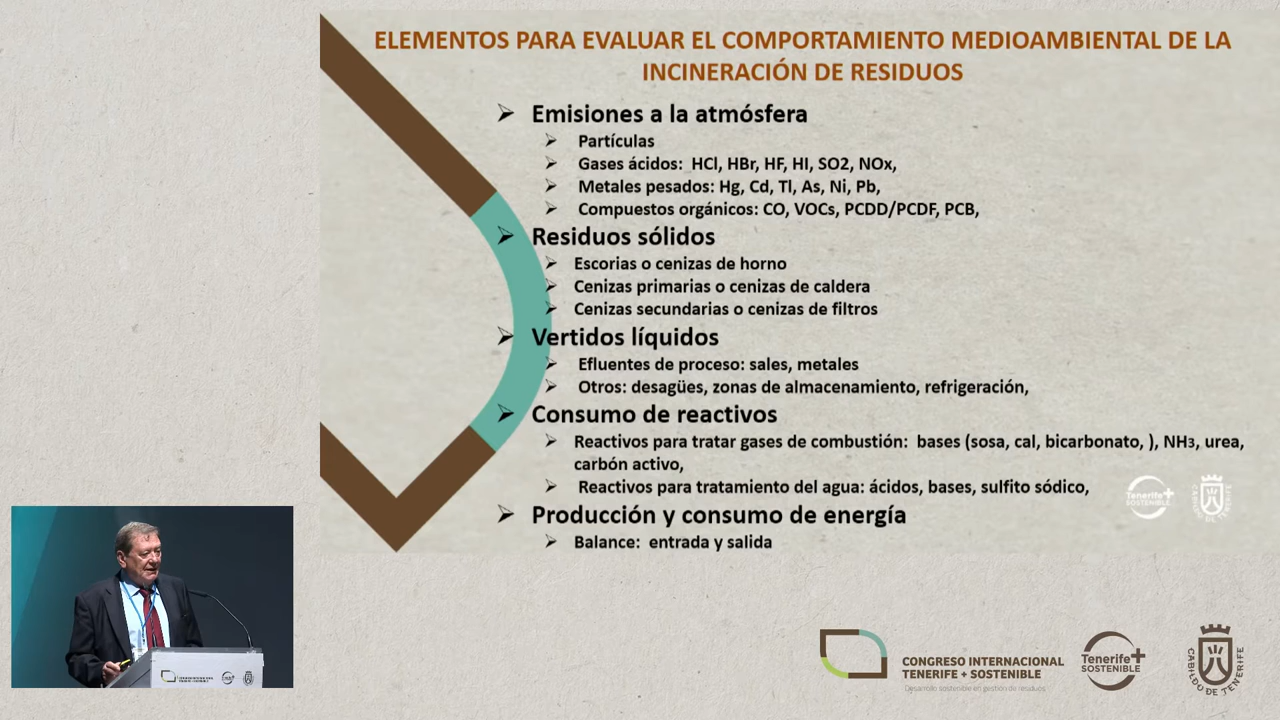 ELEMENTOS PARA EVALUAR EL COMPORTAMIENTO MEDIOAMBIENTAL DE LA
INCINERACIÓN DE RESIDUOS
Emisiones a la atmósfera
Partículas
Gases ácidos: HCl, HBr, HF, HI, SO2, NOx,
Metales pesados: Hg, Cd, Tl, As, Ni, Pb,
Compuestos orgánicos: CO, VOCs, PCDD/PCDF, PCB,
Residuos sólidos
Escorias o cenizas de horno
Cenizas primarias o cenizas de caldera
Cenizas secundarias o cenizas de filtros
Vertidos líquidos
Efluentes de proceso: sales, metales
Otros: desagües, zonas de almacenamiento, refrigeración,
Consumo de reactivos
Reactivos para tratar gases de combustión: bases (sosa, cal, bicarbonato, ), NH3, urea,
carbón activo,
Reactivos para tratamiento del agua: ácidos, bases, sulfito sódico,
Producción y consumo de energía
Balance: entrada y salida
Tenerife+
SOSTENIBLE
CABILDO DE TENERIFE
CONGRESO INTERNACIONAL
TENERIFE + SOSTENIBLE
Desarrollo sostenible en gestión de residuos
Tenerife+
SOSTENIBLE
CABILDO DE TENERIFE